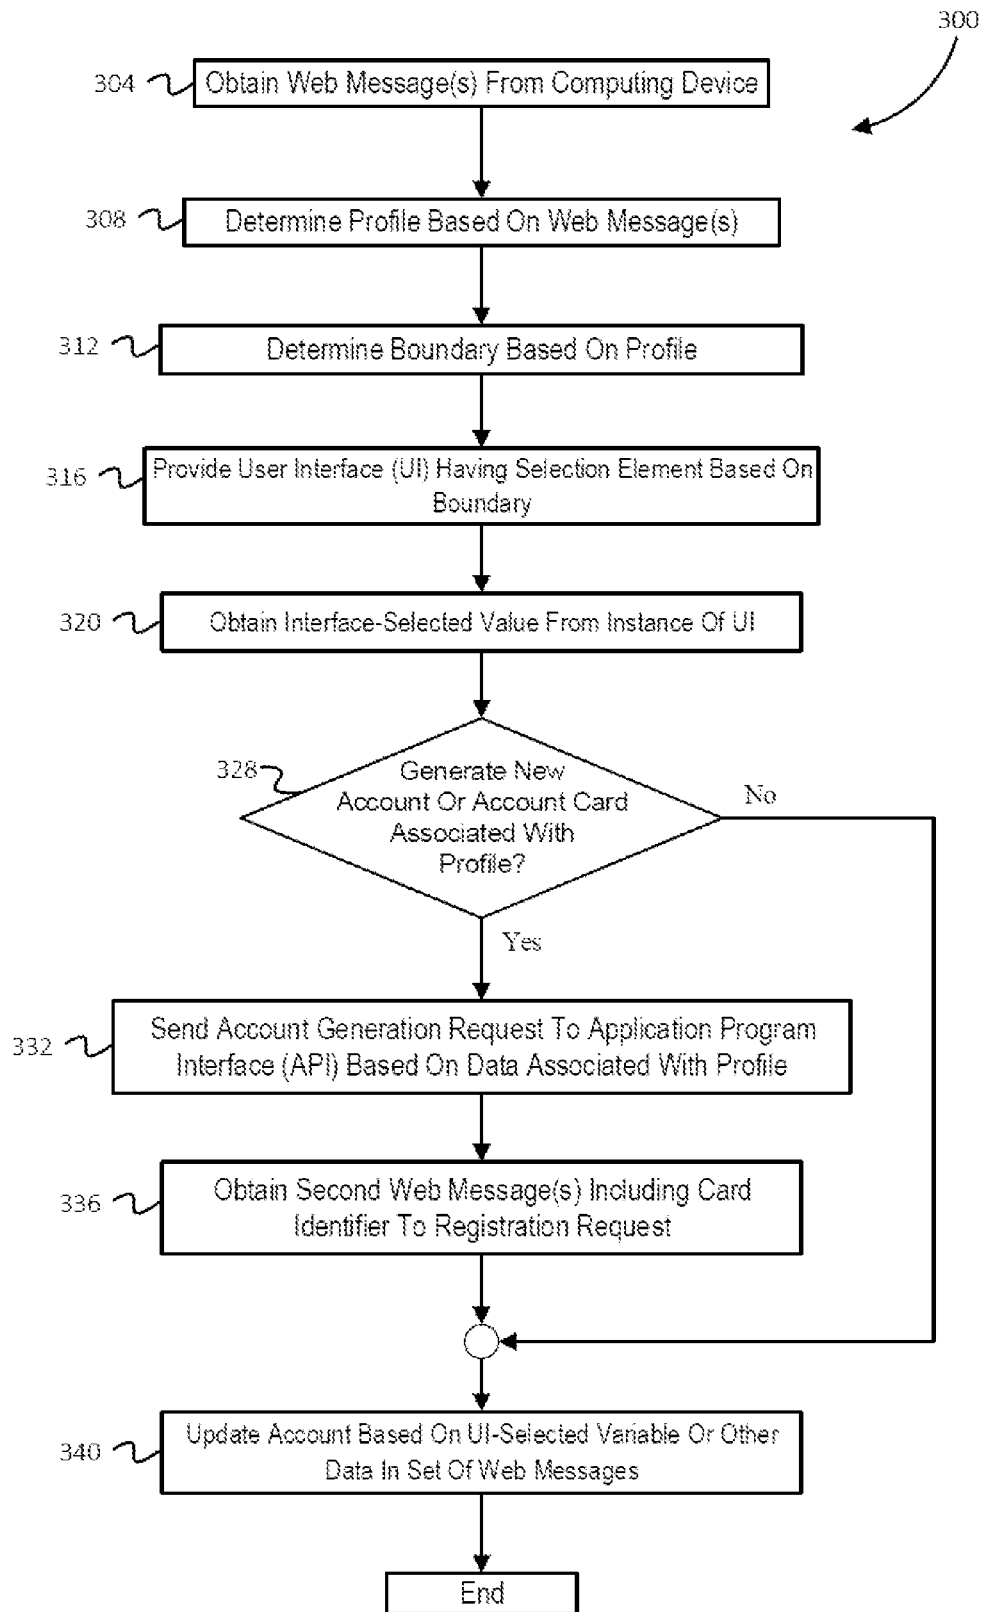 300
304
Obtain Web Message(s) From Computing Device
308
Determine Profile Based On Web Message(s)
312
Determine Boundary Based On Profile
316
Provide User Interface (UI) Having Selection Element Based On
Boundary
320
Obtain Interface-Selected Value From Instance Of UI
328
Generate New
Account Or Account Card
Associated With
Profile?
No
Yes
332
Send Account Generation Request To Application Program
Interface (API) Based On Data Associated With Profile
336
Obtain Second Web Message(s) Including Card
Identifier To Registration Request
340
Update Account Based On UI-Selected Variable Or Other
Data In Set Of Web Messages
End